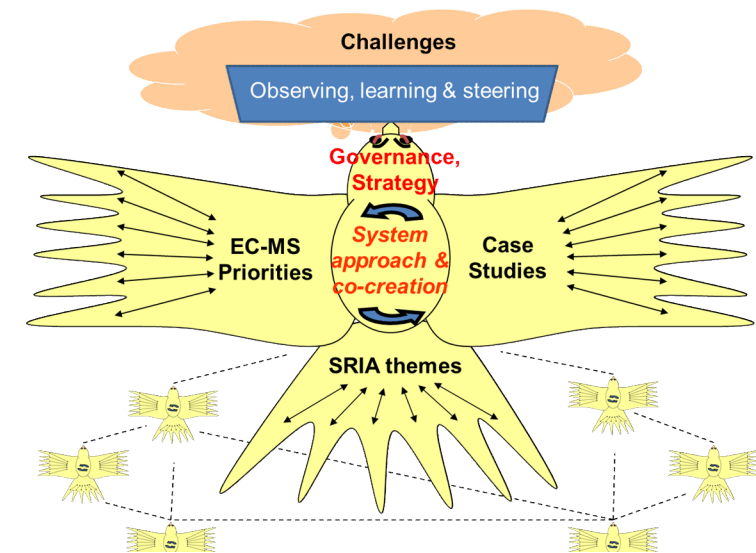 Challenges
Observing, learning & steering
Governance,
Strategy
EC-MS
Priorities
System
approach &
co-creation
Case
Studies
SRIA themes